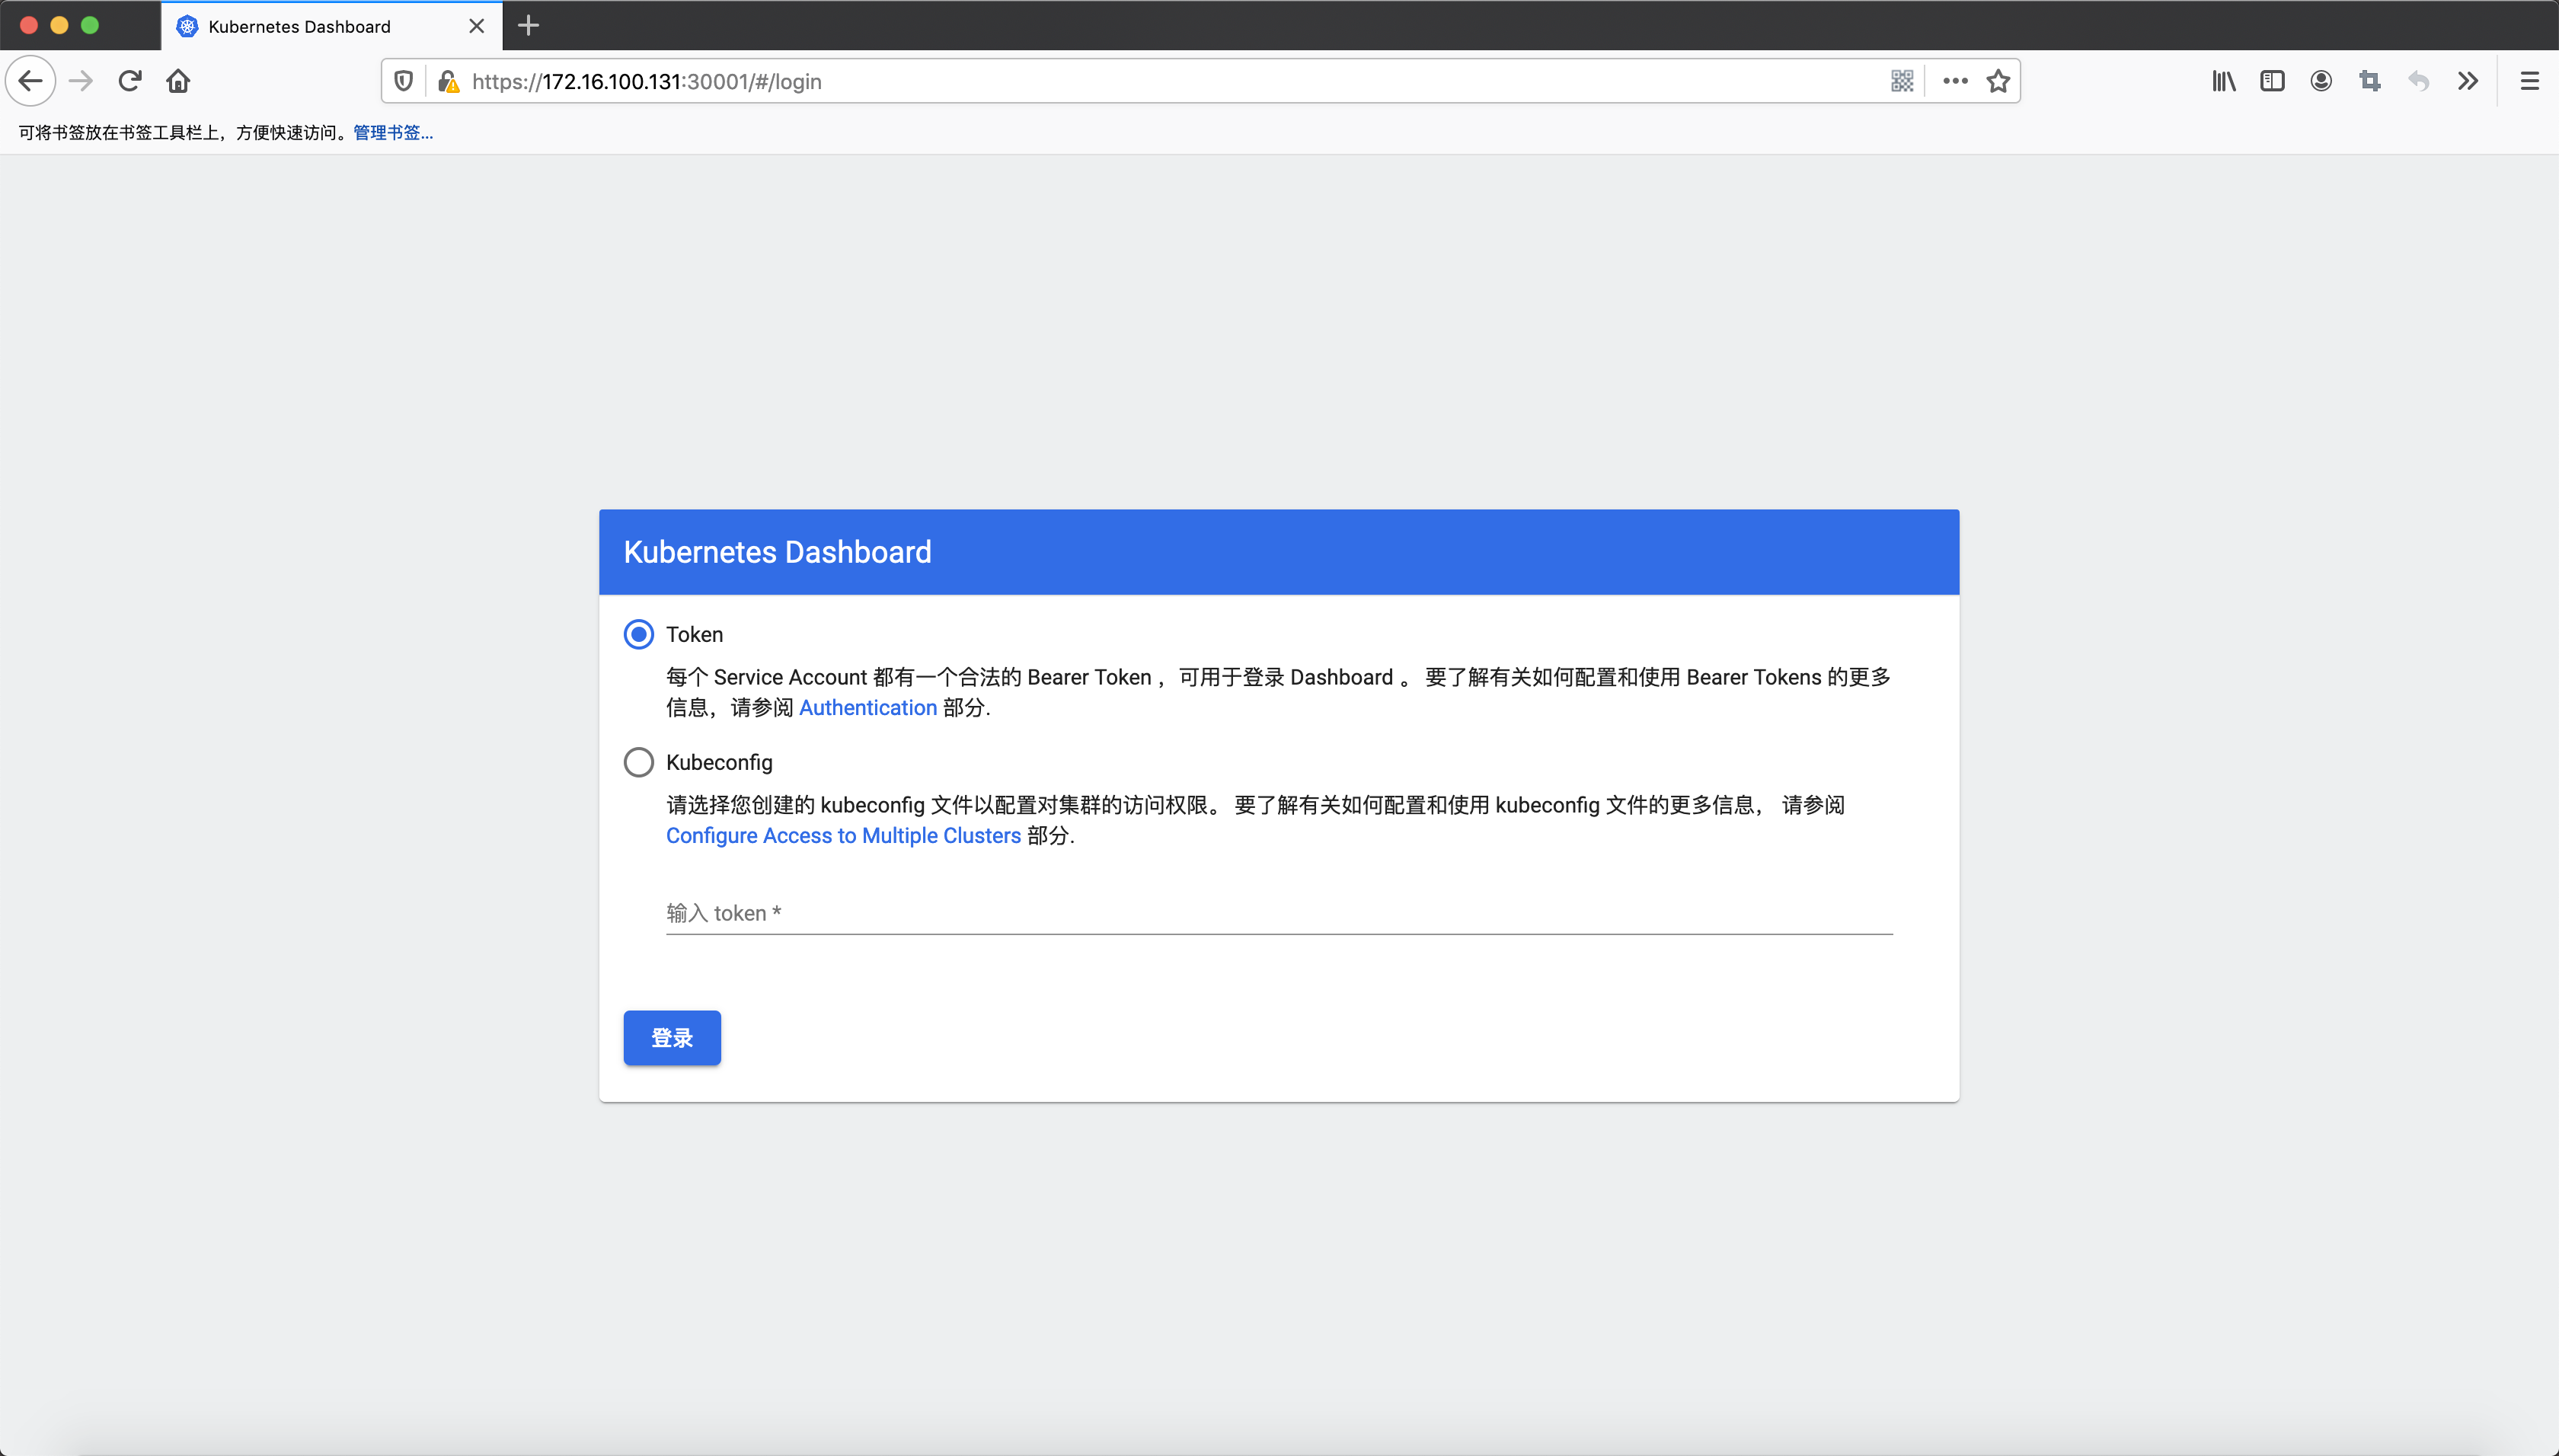 Kubernetes Dashboard
https://172.16.100.131:30001/#/login
可将书签放在书签工具栏上，方便快速访问。管理书签...
Kubernetes Dashboard
Token
每个 Service Account 都有一个合法的 Bearer Token ，可用于登录 Dashboard 。 要了解有关如何配置和使用 Bearer Tokens 的更多
信息，请参阅 Authentication 部分.
Kubeconfig
请选择您创建的 kubeconfig 文件以配置对集群的访问权限。 要了解有关如何配置和使用 kubeconfig 文件的更多信息， 请参阅
Configure Access to Multiple Clusters 部分.
输入 token *
登录